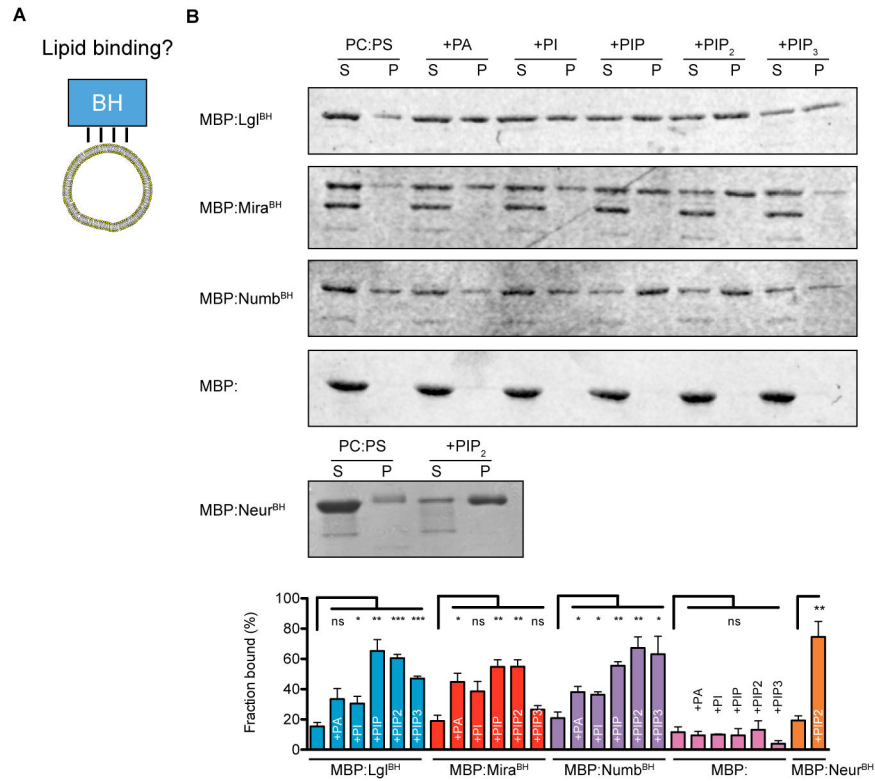 A
B
Lipid binding?
BH
PC:PS +PA +PI +PIP +PIP₂ +PIP₃
S P S P S P S P S P S P
MBP:Lglᴮᴴ
MBP:Miraᴮᴴ
MBP:Numbᴮᴴ
MBP:
PC:PS +PIP₂
S P S P
MBP:Neurᴮᴴ
Fraction bound (%)
100
80
60
40
20
0
ns * ** *** ***
* ns ** ** ns
* * ** ** *
ns
**
+PA +PI +PIP +PIP2 +PIP3
+PA +PI +PIP +PIP2 +PIP3
+PA +PI +PIP +PIP2 +PIP3
+PA +PI +PIP +PIP2 +PIP3
+PIP2
MBP:Lglᴮᴴ MBP:Miraᴮᴴ MBP:Numbᴮᴴ MBP: MBP:Neurᴮᴴ